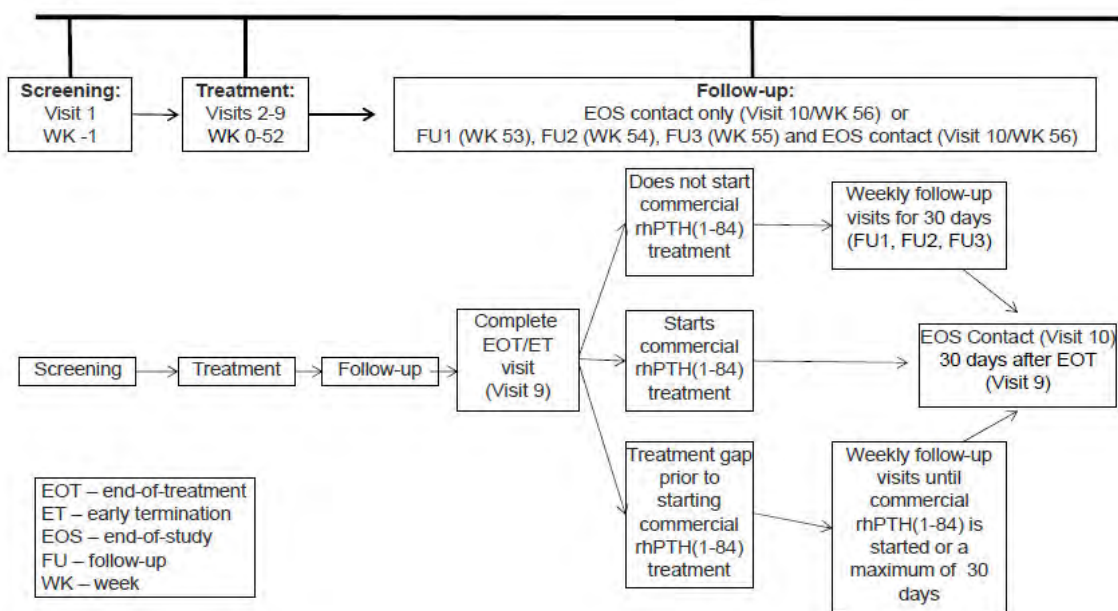 Screening:
Visit 1
WK -1
Treatment:
Visits 2-9
WK 0-52
Follow-up:
EOS contact only (Visit 10/WK 56) or
FU1 (WK 53), FU2 (WK 54), FU3 (WK 55) and EOS contact (Visit 10/WK 56)
Screening
Treatment
Follow-up
Complete
EOT/ET
visit
(Visit 9)
Does not start
commercial
rhPTH(1-84)
treatment
Weekly follow-up
visits for 30 days
(FU1, FU2, FU3)
Starts
commercial
rhPTH(1-84)
treatment
EOS Contact (Visit 10)
30 days after EOT
(Visit 9)
Treatment gap
prior to
starting
commercial
rhPTH(1-84)
treatment
Weekly follow-up
visits until
commercial
rhPTH(1-84) is
started or a
maximum of 30
days
EOT – end-of-treatment
ET – early termination
EOS – end-of-study
FU – follow-up
WK – week